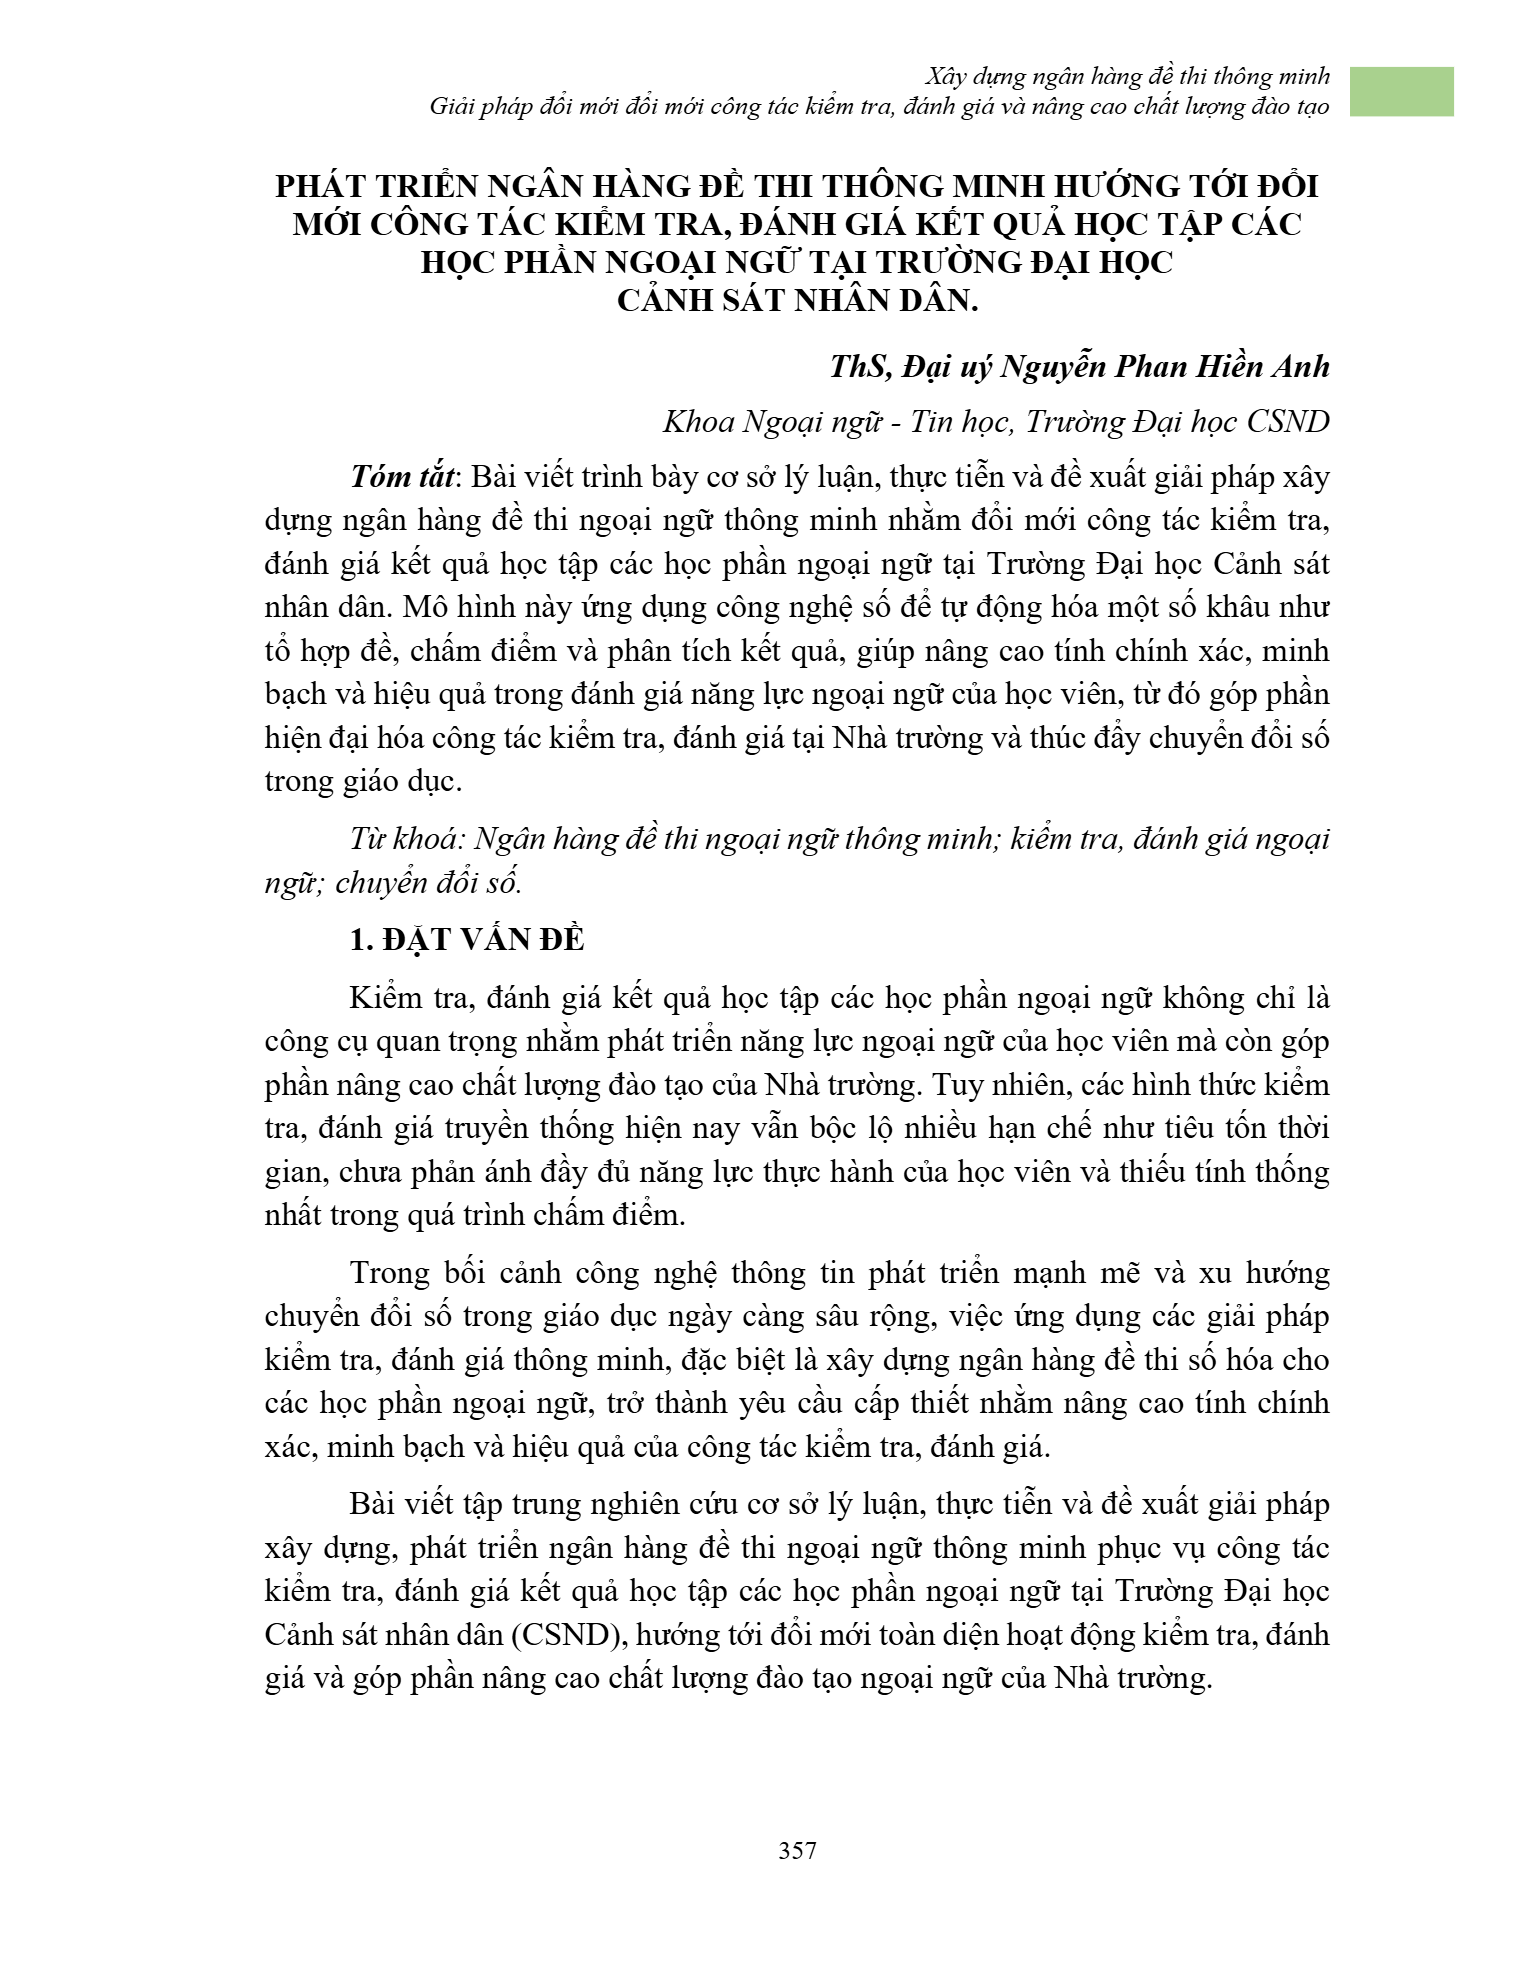 Xây dựng ngân hàng đề thi thông minh
Giải pháp đổi mới đổi mới công tác kiểm tra, đánh giá và nâng cao chất lượng đào tạo
PHÁT TRIỂN NGÂN HÀNG ĐỀ THI THÔNG MINH HƯỚNG TỚI ĐỔI
MỚI CÔNG TÁC KIỂM TRA, ĐÁNH GIÁ KẾT QUẢ HỌC TẬP CÁC
HỌC PHẦN NGOẠI NGỮ TẠI TRƯỜNG ĐẠI HỌC
CẢNH SÁT NHÂN DÂN.
ThS, Đại uý Nguyễn Phan Hiền Anh
Khoa Ngoại ngữ - Tin học, Trường Đại học CSND
Tóm tắt: Bài viết trình bày cơ sở lý luận, thực tiễn và đề xuất giải pháp xây
dựng ngân hàng đề thi ngoại ngữ thông minh nhằm đổi mới công tác kiểm tra,
đánh giá kết quả học tập các học phần ngoại ngữ tại Trường Đại học Cảnh sát
nhân dân. Mô hình này ứng dụng công nghệ số để tự động hóa một số khâu như
tổ hợp đề, chấm điểm và phân tích kết quả, giúp nâng cao tính chính xác, minh
bạch và hiệu quả trong đánh giá năng lực ngoại ngữ của học viên, từ đó góp phần
hiện đại hóa công tác kiểm tra, đánh giá tại Nhà trường và thúc đẩy chuyển đổi số
trong giáo dục.
Từ khoá: Ngân hàng đề thi ngoại ngữ thông minh; kiểm tra, đánh giá ngoại
ngữ; chuyển đổi số.
1. ĐẶT VẤN ĐỀ
Kiểm tra, đánh giá kết quả học tập các học phần ngoại ngữ không chỉ là
công cụ quan trọng nhằm phát triển năng lực ngoại ngữ của học viên mà còn góp
phần nâng cao chất lượng đào tạo của Nhà trường. Tuy nhiên, các hình thức kiểm
tra, đánh giá truyền thống hiện nay vẫn bộc lộ nhiều hạn chế như tiêu tốn thời
gian, chưa phản ánh đầy đủ năng lực thực hành của học viên và thiếu tính thống
nhất trong quá trình chấm điểm.
Trong bối cảnh công nghệ thông tin phát triển mạnh mẽ và xu hướng
chuyển đổi số trong giáo dục ngày càng sâu rộng, việc ứng dụng các giải pháp
kiểm tra, đánh giá thông minh, đặc biệt là xây dựng ngân hàng đề thi số hóa cho
các học phần ngoại ngữ, trở thành yêu cầu cấp thiết nhằm nâng cao tính chính
xác, minh bạch và hiệu quả của công tác kiểm tra, đánh giá.
Bài viết tập trung nghiên cứu cơ sở lý luận, thực tiễn và đề xuất giải pháp
xây dựng, phát triển ngân hàng đề thi ngoại ngữ thông minh phục vụ công tác
kiểm tra, đánh giá kết quả học tập các học phần ngoại ngữ tại Trường Đại học
Cảnh sát nhân dân (CSND), hướng tới đổi mới toàn diện hoạt động kiểm tra, đánh
giá và góp phần nâng cao chất lượng đào tạo ngoại ngữ của Nhà trường.
357